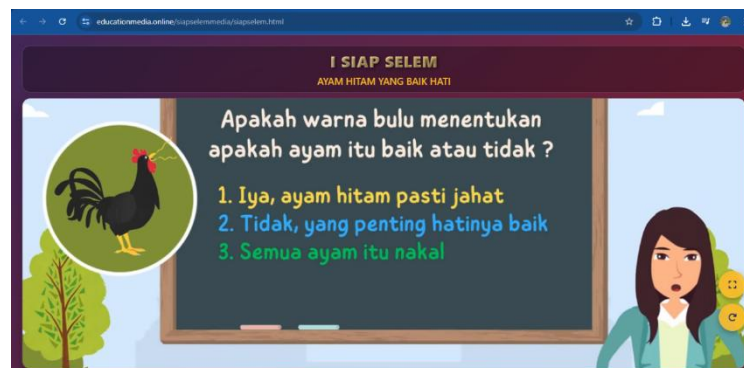 educationmedia.online/siapselemmedia/siapselem.html
I SIAP SELEM
AYAM HITAM YANG BAIK HATI
Apakah warna bulu menentukan
apakah ayam itu baik atau tidak ?
1. Iya, ayam hitam pasti jahat
2. Tidak, yang penting hatinya baik
3. Semua ayam itu nakal